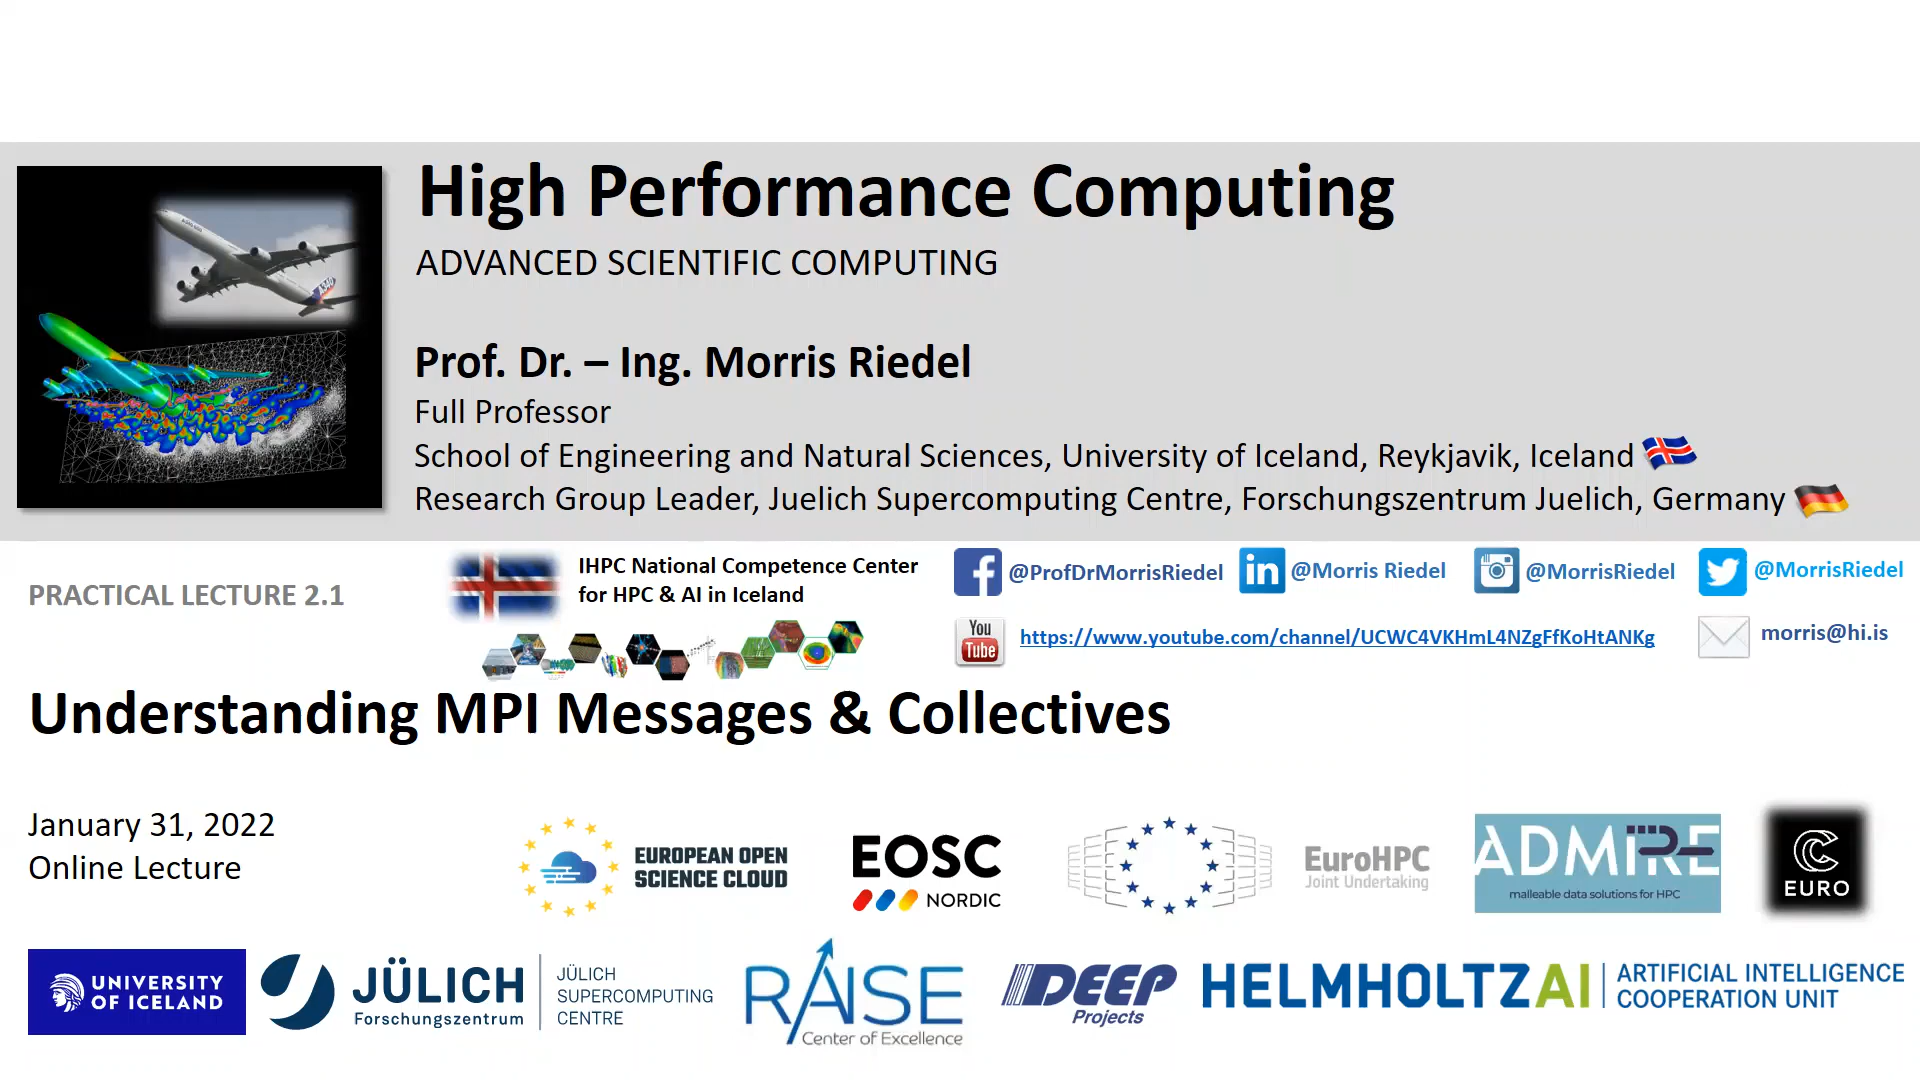 High Performance Computing
ADVANCED SCIENTIFIC COMPUTING
Prof. Dr. – Ing. Morris Riedel
Full Professor
School of Engineering and Natural Sciences, University of Iceland, Reykjavik, Iceland
Research Group Leader, Juelich Supercomputing Centre, Forschungszentrum Juelich, Germany
A340
PRACTICAL LECTURE 2.1
IHPC National Competence Center
for HPC & AI in Iceland
@ProfDrMorrisRiedel
@Morris Riedel
@MorrisRiedel
@MorrisRiedel
You
Tube
https://www.youtube.com/channel/UCWC4VKHmL4NZgFfKoHtANKg
morris@hi.is
Understanding MPI Messages & Collectives
January 31, 2022
Online Lecture
EUROPEAN OPEN
SCIENCE CLOUD
EOSC
NORDIC
EuroHPC
Joint Undertaking
ADMIRE
malleable data solutions for HPC
EURO
UNIVERSITY
OF ICELAND
JÜLICH
Forschungszentrum
JÜLICH
SUPERCOMPUTING
CENTRE
RAISE
Center of Excellence
DEEP
Projects
HELMHOLTZAI
ARTIFICIAL INTELLIGENCE
COOPERATION UNIT